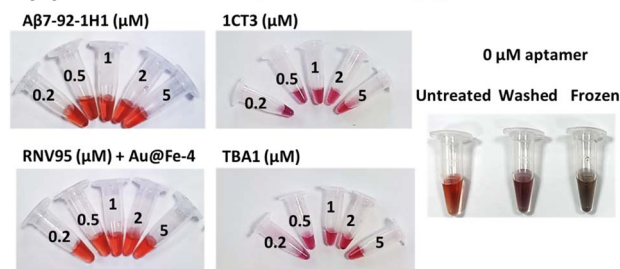 Aβ7-92-1H1 (µM)
0.2 0.5 1 2 5
1CT3 (µM)
0.2 0.5 1 2 5
RNV95 (µM) + Au@Fe-4
0.2 0.5 1 2 5
TBA1 (µM)
0.2 0.5 1 2 5
0 µM aptamer
Untreated Washed Frozen